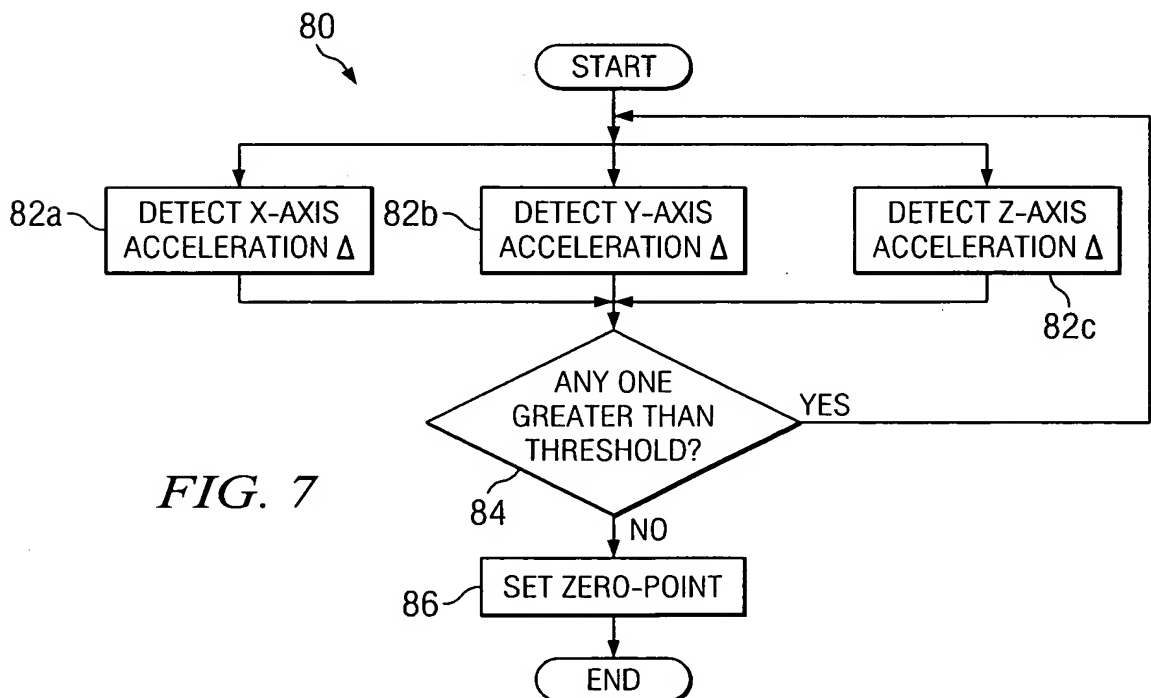 80
START
82a
DETECT X-AXIS
ACCELERATION Δ
82b
DETECT Y-AXIS
ACCELERATION Δ
DETECT Z-AXIS
ACCELERATION Δ
82c
ANY ONE
GREATER THAN
THRESHOLD?
YES
FIG. 7
84
NO
86
SET ZERO-POINT
END